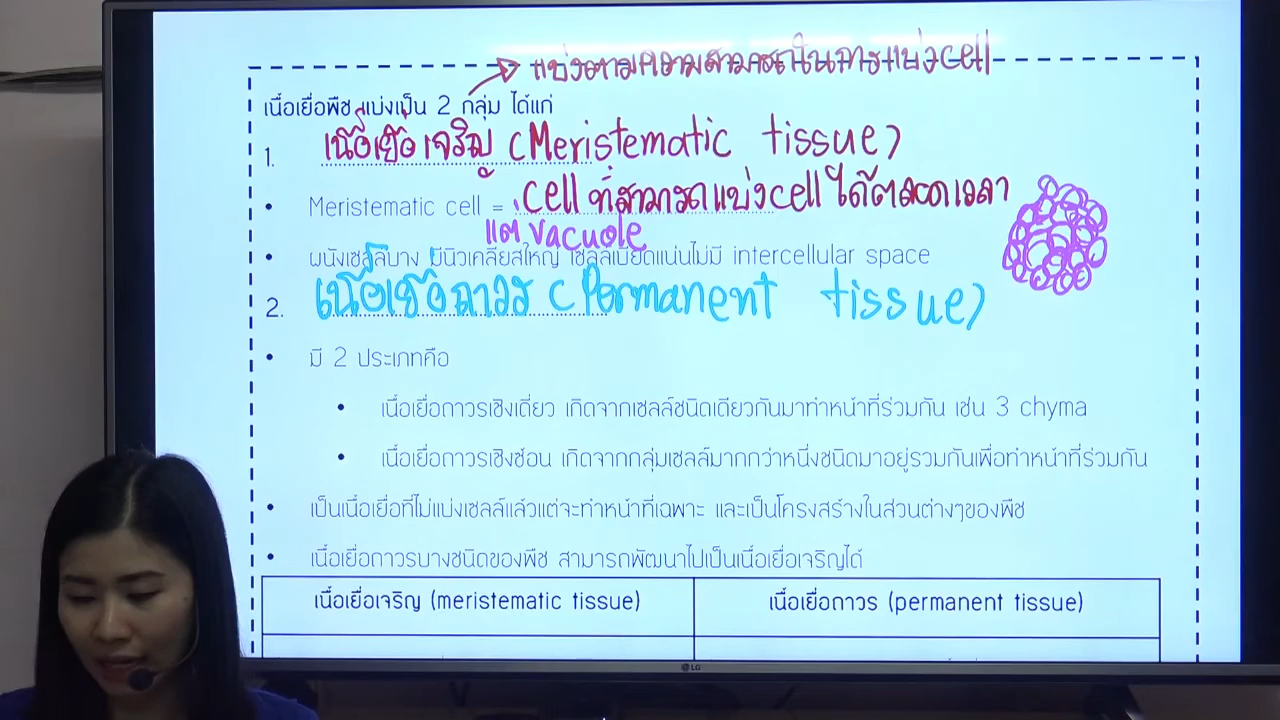 แบ่งตามความสามารถในการแบ่งcell
เนื้อเยื่อพืช แบ่งเป็น 2 กลุ่ม ได้แก่
1. เนื้อเยื่อเจริญ (Meristematic tissue)
• Meristematic cell = cell ที่สามารถแบ่งcell ได้ตลอดเวลา
แต่ vacuole
• ผนังเซลล์บาง มีนิวเคลียสใหญ่ เซลล์เบียดแน่นไม่มี intercellular space
2. เนื้อเยื่อถาวร (Permanent tissue)
• มี 2 ประเภทคือ
• เนื้อเยื่อถาวรเชิงเดี่ยว เกิดจากเซลล์ชนิดเดียวกันมาทำหน้าที่ร่วมกัน เช่น 3 chyma
• เนื้อเยื่อถาวรเชิงซ้อน เกิดจากกลุ่มเซลล์มากกว่าหนึ่งชนิดมาอยู่รวมกันเพื่อทำหน้าที่ร่วมกัน
• เป็นเนื้อเยื่อที่ไม่แบ่งเซลล์แล้วแต่จะทำหน้าที่เฉพาะ และเป็นโครงสร้างในส่วนต่างๆของพืช
• เนื้อเยื่อถาวรบางชนิดของพืช สามารถพัฒนาไปเป็นเนื้อเยื่อเจริญได้
เนื้อเยื่อเจริญ (meristematic tissue) เนื้อเยื่อถาวร (permanent tissue)
LG